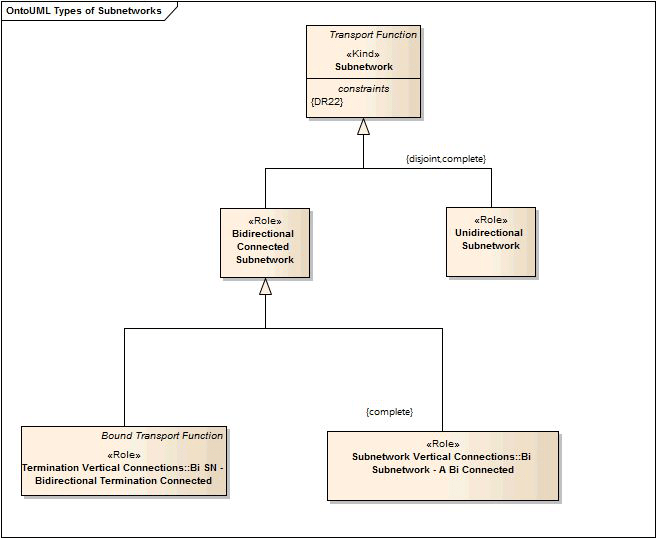 OntoUML Types of Subnetworks
Transport Function
«Kind»
Subnetwork
constraints
{DR22}
{disjoint,complete}
«Role»
Bidirectional
Connected
Subnetwork
«Role»
Unidirectional
Subnetwork
{complete}
Bound Transport Function
«Role»
Termination Vertical Connections::Bi SN -
Bidirectional Termination Connected
«Role»
Subnetwork Vertical Connections::Bi
Subnetwork - A Bi Connected